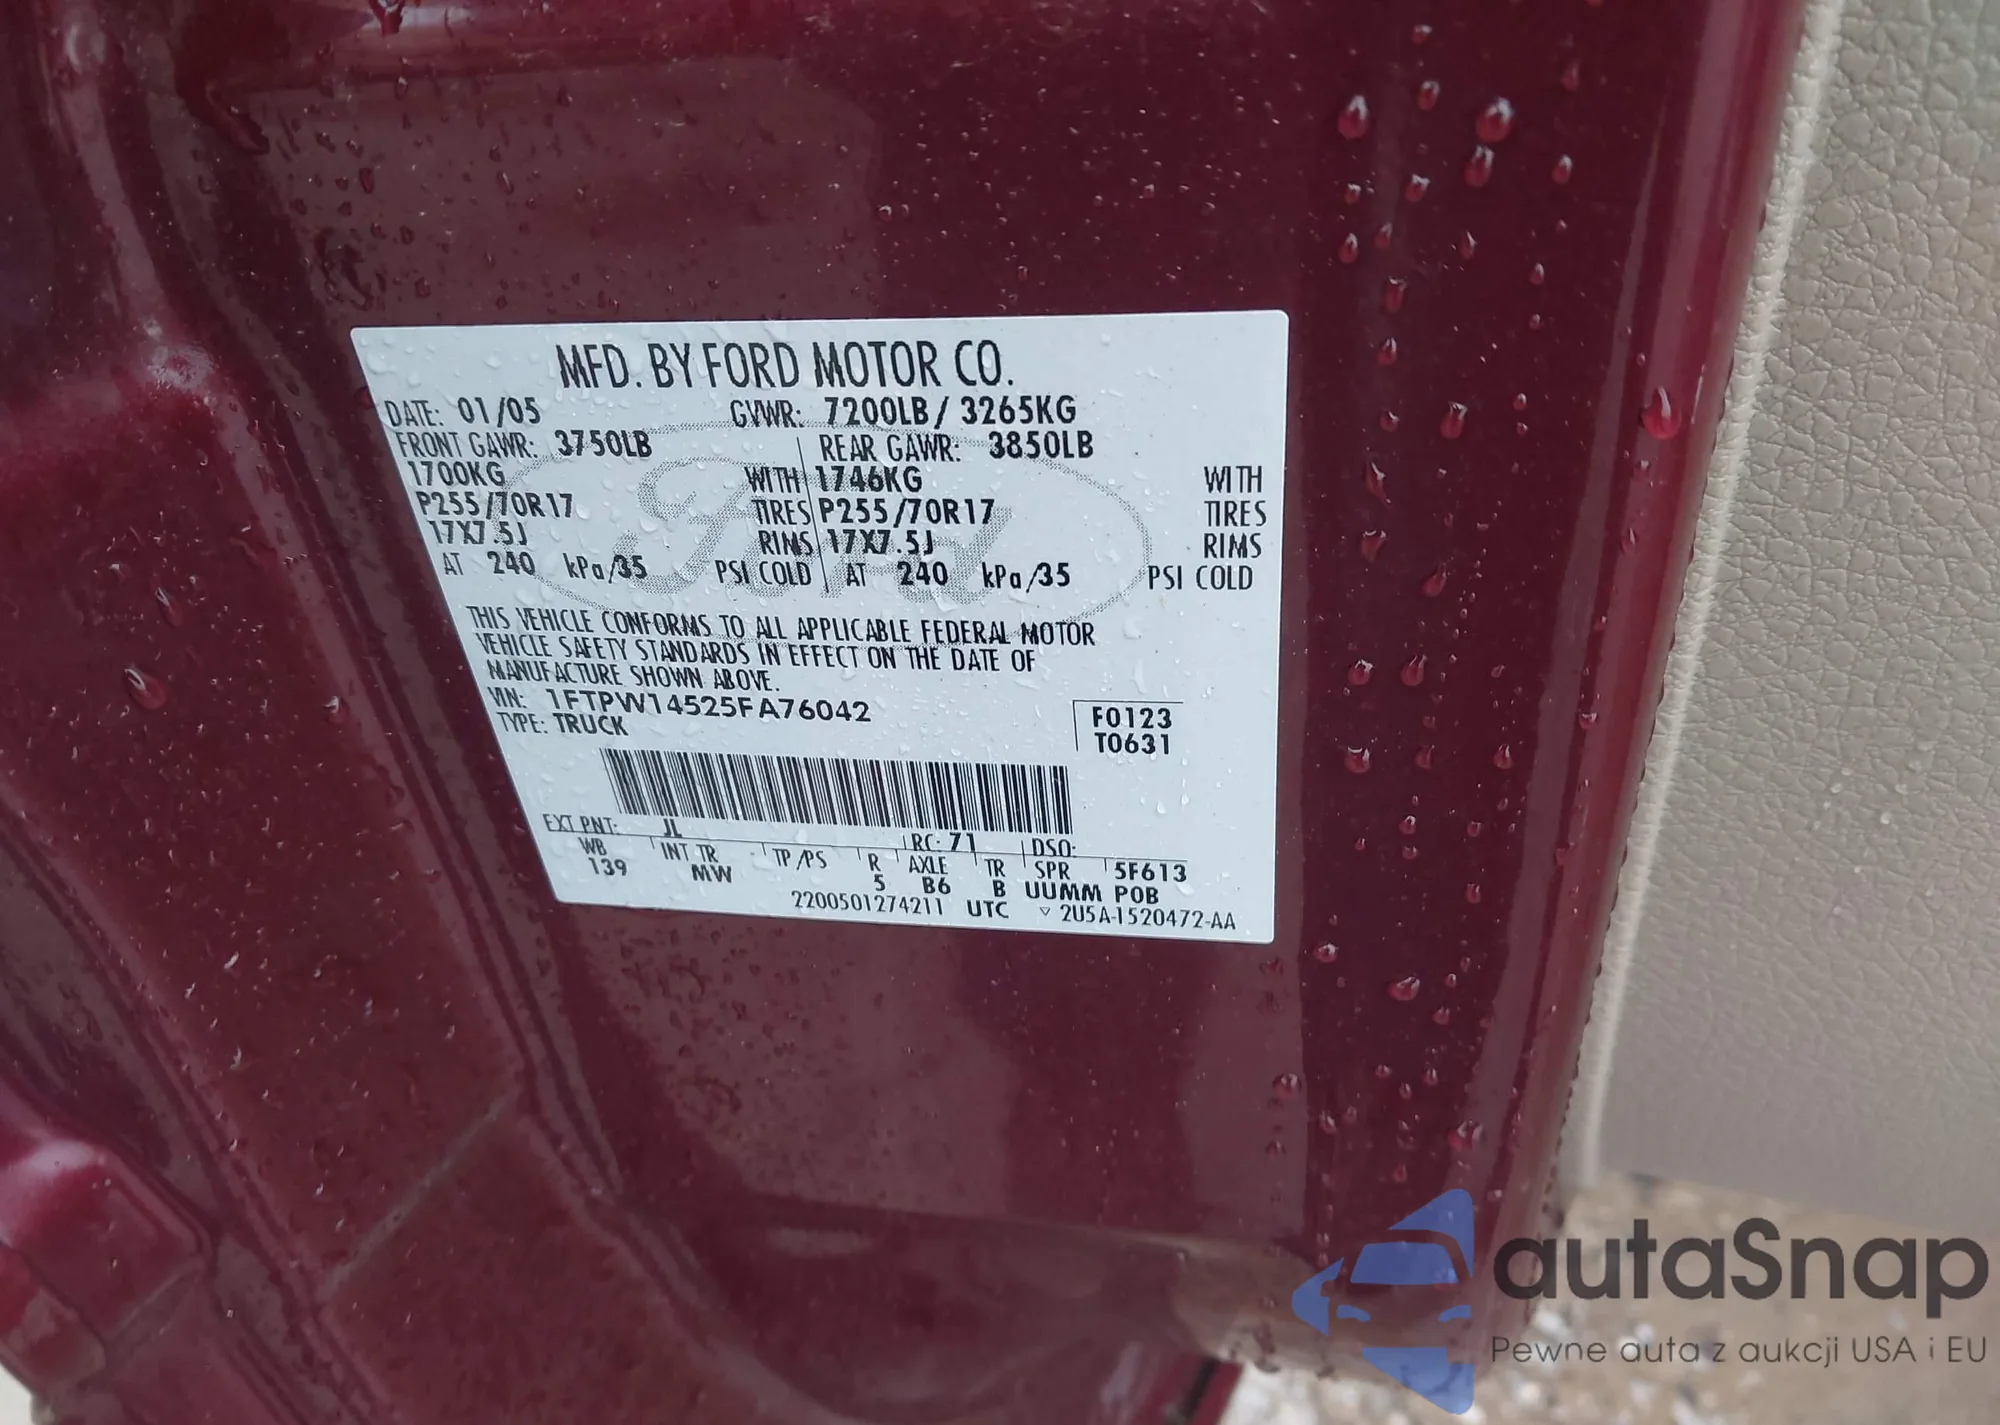 MFD. BY FORD MOTOR CO.
DATE: 01/05 GVWR: 7200LB / 3265KG
FRONT GAWR: 3750LB REAR GAWR: 3850LB
1700KG WITH 1746KG WITH
P255/70R17 TIRES P255/70R17 TIRES
17X7.5J RIMS 17X7.5J RIMS
AT 240 kPa/35 PSI COLD AT 240 kPa/35 PSI COLD
Ford
THIS VEHICLE CONFORMS TO ALL APPLICABLE FEDERAL MOTOR
VEHICLE SAFETY STANDARDS IN EFFECT ON THE DATE OF
MANUFACTURE SHOWN ABOVE.
VIN: 1FTPW14525FA76042 F0123
TYPE: TRUCK T0631
EXT PNT: JL RC: 71 DSO:
WB INT TR TP/PS R AXLE TR SPR 5F613
139 MW 5 B6 B UUMM POB
2200501274211 UTC ▽ 2U5A-1520472-AA
autaSnap
Pewne auta z aukcji USA i EU